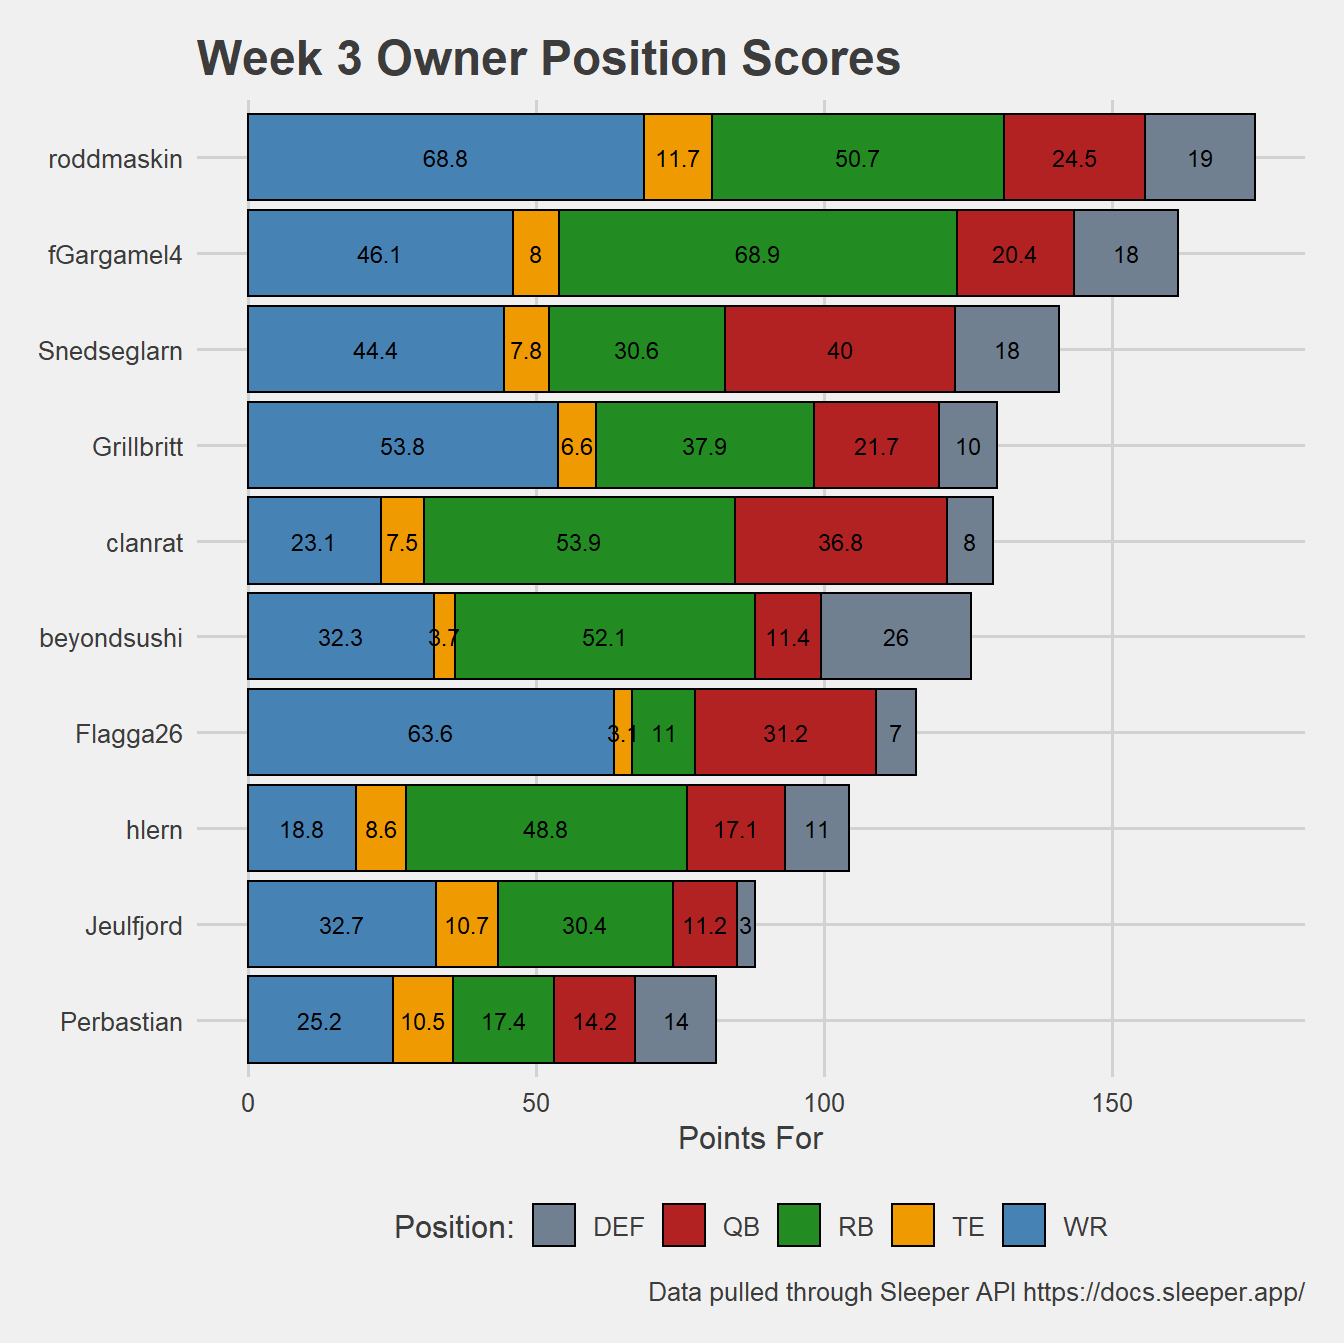 Week 3 Owner Position Scores
roddmaskin 68.8 11.7 50.7 24.5 19
fGargamel4 46.1 8 68.9 20.4 18
Snedseglarn 44.4 7.8 30.6 40 18
Grillbritt 53.8 6.6 37.9 21.7 10
clanrat 23.1 7.5 53.9 36.8 8
beyondsushi 32.3 3.7 52.1 11.4 26
Flagga26 63.6 3.1 11 31.2 7
hlern 18.8 8.6 48.8 17.1 11
Jeulfjord 32.7 10.7 30.4 11.2 3
Perbastian 25.2 10.5 17.4 14.2 14
0 50 100 150
Points For
Position: DEF QB RB TE WR
Data pulled through Sleeper API https://docs.sleeper.app/